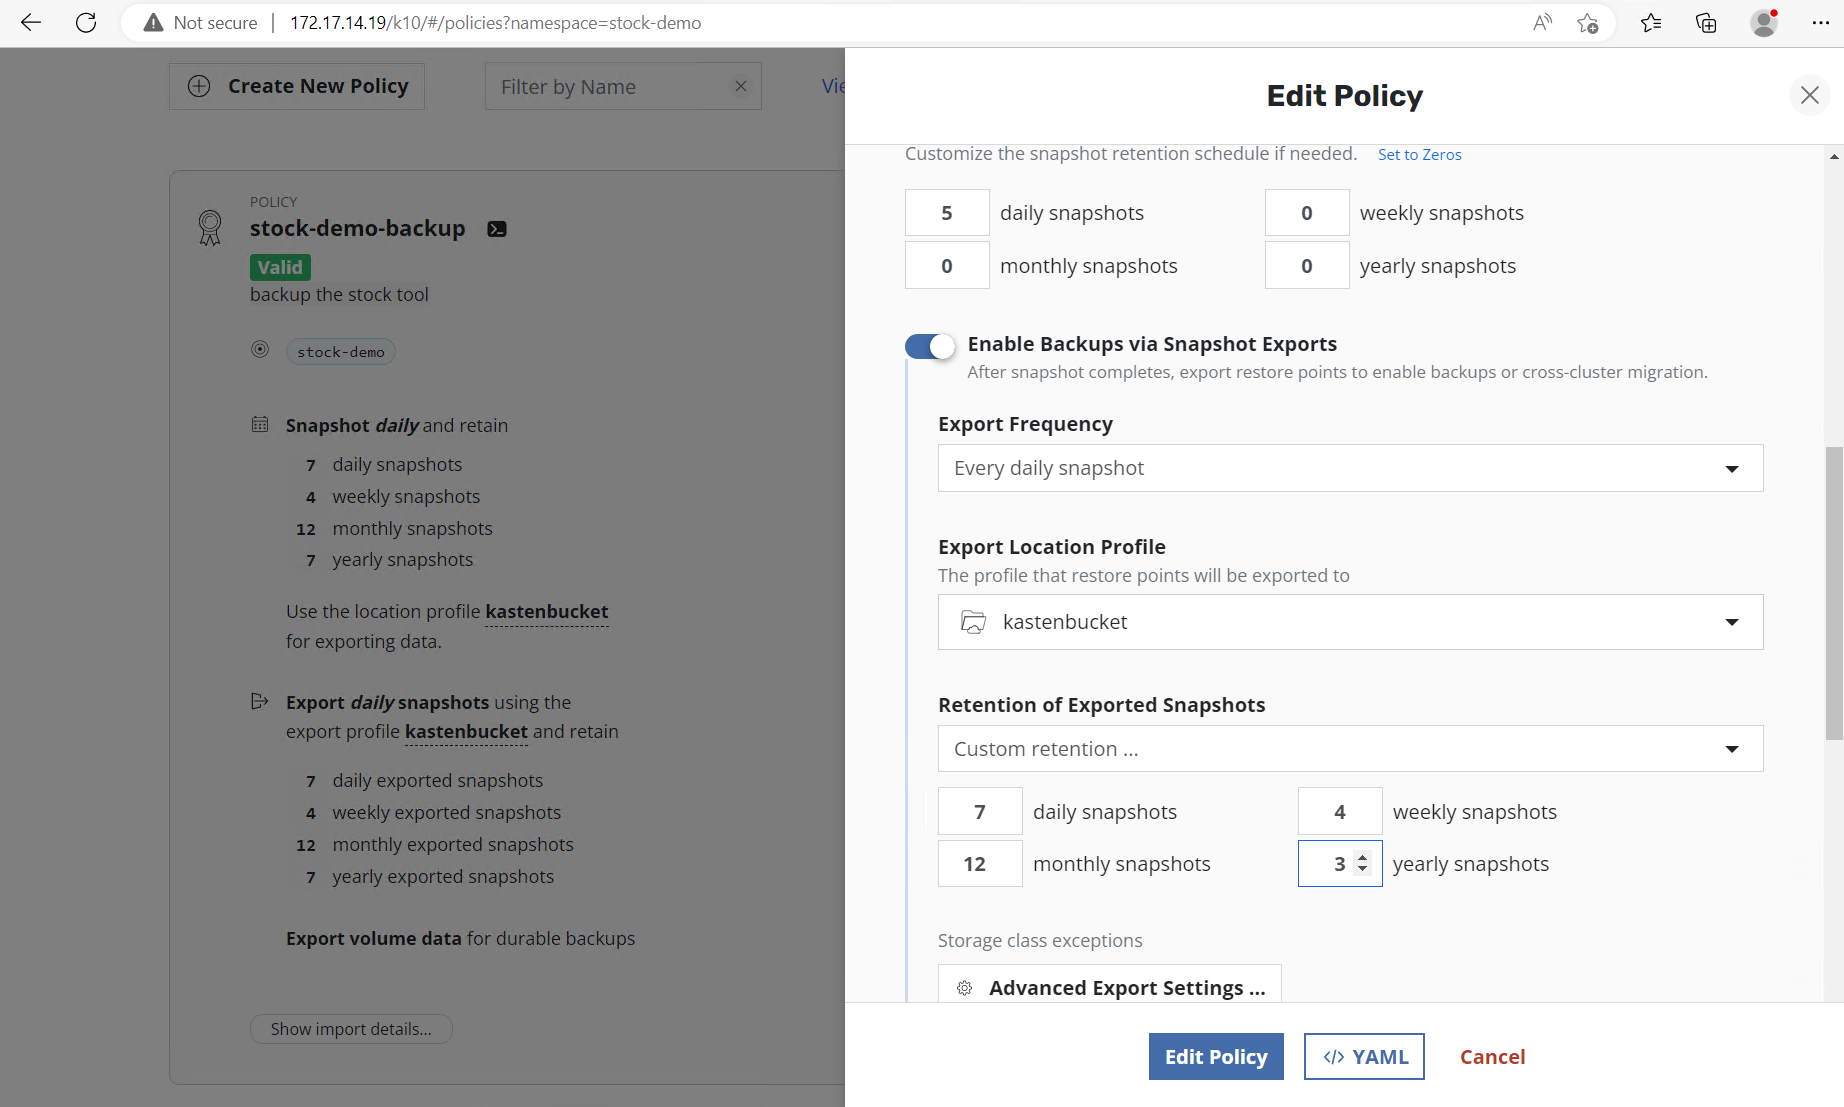 Not secure | 172.17.14.19/k10/#/policies?namespace=stock-demo
Create New Policy
Filter by Name
Vie
POLICY
stock-demo-backup
Valid
backup the stock tool
stock-demo
Snapshot daily and retain
7 daily snapshots
4 weekly snapshots
12 monthly snapshots
7 yearly snapshots
Use the location profile kastenbucket
for exporting data.
Export daily snapshots using the
export profile kastenbucket and retain
7 daily exported snapshots
4 weekly exported snapshots
12 monthly exported snapshots
7 yearly exported snapshots
Export volume data for durable backups
Show import details...
Edit Policy
Customize the snapshot retention schedule if needed. Set to Zeros
5 daily snapshots 0 weekly snapshots
0 monthly snapshots 0 yearly snapshots
Enable Backups via Snapshot Exports
After snapshot completes, export restore points to enable backups or cross-cluster migration.
Export Frequency
Every daily snapshot
Export Location Profile
The profile that restore points will be exported to
kastenbucket
Retention of Exported Snapshots
Custom retention ...
7 daily snapshots 4 weekly snapshots
12 monthly snapshots 3 yearly snapshots
Storage class exceptions
Advanced Export Settings ...
Edit Policy </> YAML Cancel